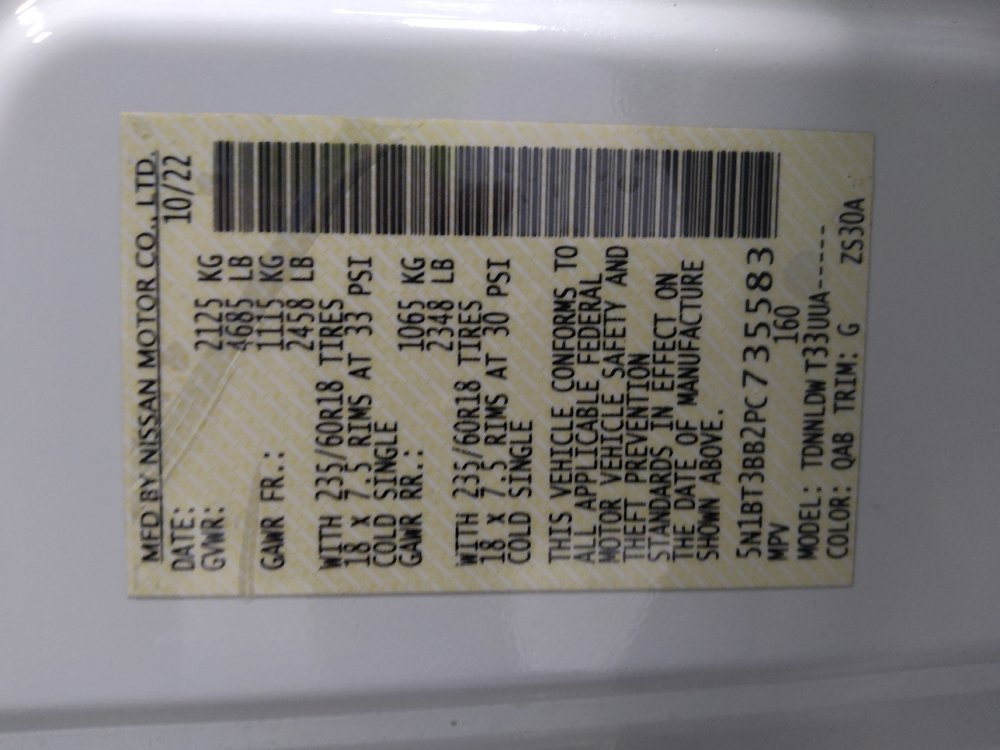 MFD BY NISSAN MOTOR CO., LTD.
DATE: 10/22
GVWR: 2125 KG
4685 LB
GAWR FR.: 1115 KG
2458 LB
WITH 235/60R18 TIRES
18 X 7.5 RIMS AT 33 PSI
COLD SINGLE
GAWR RR.: 1065 KG
2348 LB
WITH 235/60R18 TIRES
18 X 7.5 RIMS AT 30 PSI
COLD SINGLE
THIS VEHICLE CONFORMS TO
ALL APPLICABLE FEDERAL
MOTOR VEHICLE SAFETY AND
THEFT PREVENTION
STANDARDS IN EFFECT ON
THE DATE OF MANUFACTURE
SHOWN ABOVE.
5N1BT3BB2PC735583
MPV 160
MODEL: TDNNLDW T33UUA-----
COLOR: QAB TRIM: G ZS30A